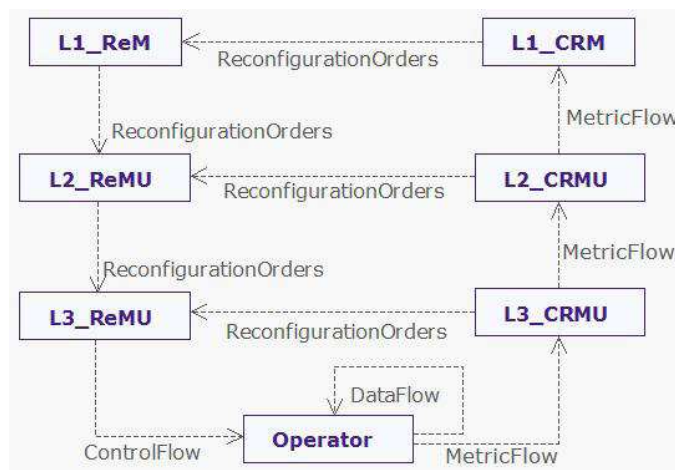 L1_ReM
L1_CRM
ReconfigurationOrders
MetricFlow
ReconfigurationOrders
L2_ReMU
L2_CRMU
ReconfigurationOrders
MetricFlow
ReconfigurationOrders
L3_ReMU
L3_CRMU
ReconfigurationOrders
DataFlow
Operator
ControlFlow
MetricFlow